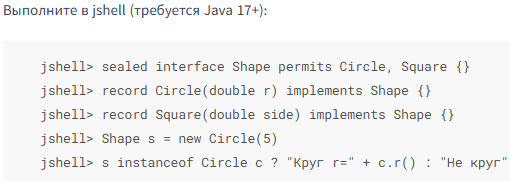 Выполните в jshell (требуется Java 17+):
jshell> sealed interface Shape permits Circle, Square {}
jshell> record Circle(double r) implements Shape {}
jshell> record Square(double side) implements Shape {}
jshell> Shape s = new Circle(5)
jshell> s instanceof Circle c ? "Круг r=" + c.r() : "Не круг"